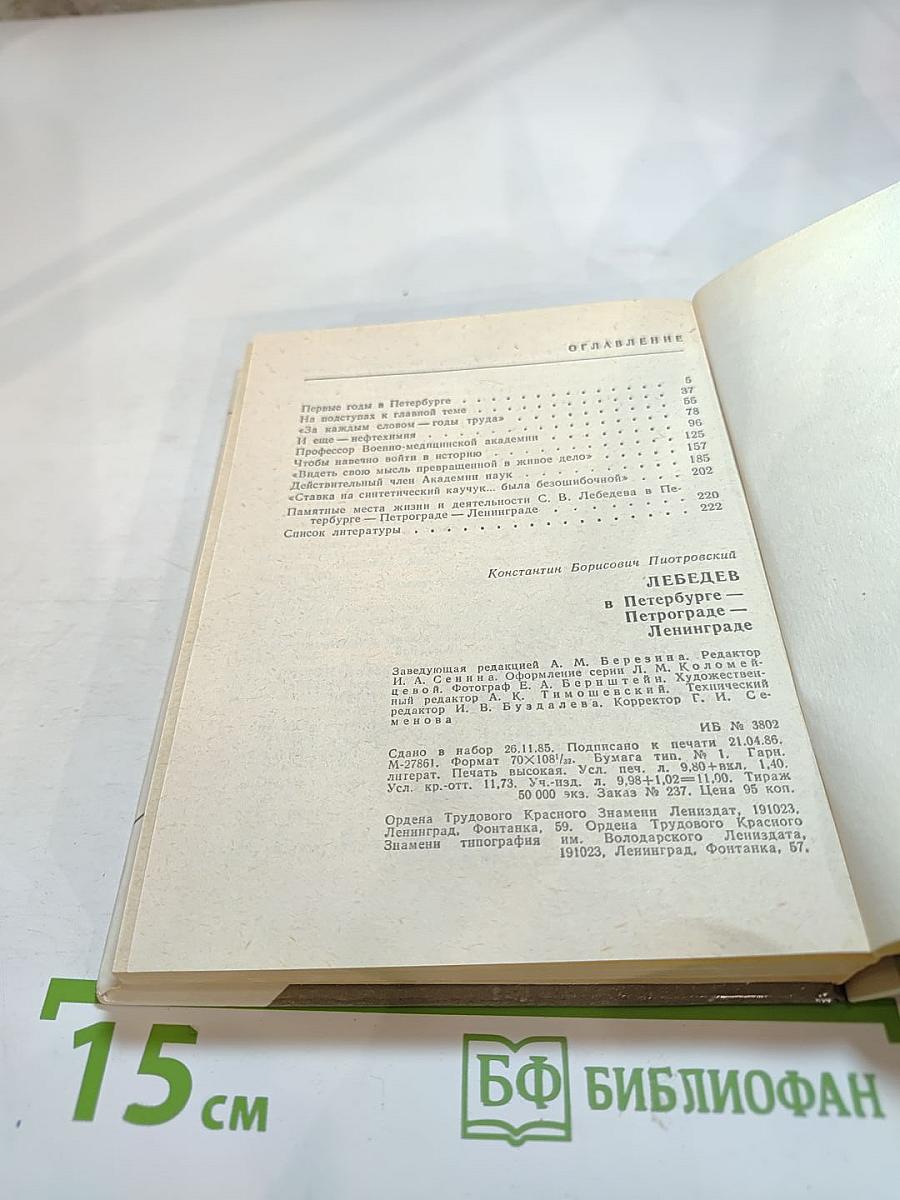 ОГЛАВЛЕНИЕ
Первые годы в Петербурге . . . . . . . . . . . . . 5
На подступах к главной теме . . . . . . . . . . . . 37
«За каждым словом — годы труда» . . . . . . . . . . 55
И еще — нефтехимия . . . . . . . . . . . . . . . 78
Профессор Военно-медицинской академии . . . . . . . . 96
Чтобы навечно войти в историю . . . . . . . . . . . 125
«Видеть свою мысль превращенной в живое дело» . . . . . 157
Действительный член Академии наук . . . . . . . . . 185
«Ставка на синтетический каучук... была безошибочной» . . . 202
Памятные места жизни и деятельности С. В. Лебедева в Пе-
тербурге — Петрограде — Ленинграде . . . . . . . . . 220
Список литературы . . . . . . . . . . . . . . . . 222
Константин Борисович Пиотровский
ЛЕБЕДЕВ
в Петербурге —
Петрограде —
Ленинграде
Заведующая редакцией А. М. Березина. Редактор
И. А. Сенина. Оформление серии Л. М. Коломей-
цевой. Фотограф Е. А. Бернштейн. Художествен-
ный редактор А. К. Тимошевский. Технический
редактор И. В. Буздалева. Корректор Г. И. Се-
менова
ИБ № 3802
Сдано в набор 26.11.85. Подписано к печати 21.04.86.
М-27861. Формат 70×108¹/₃₂. Бумага тип. № 1. Гарн.
литерат. Печать высокая. Усл. печ. л. 9,80+вкл. 1,40.
Усл. кр.-отт. 11,73. Уч.-изд. л. 9,98+1,02=11,00. Тираж
50 000 экз. Заказ № 237. Цена 95 коп.
Ордена Трудового Красного Знамени Лениздат, 191023,
Ленинград, Фонтанка, 59. Ордена Трудового Красного
Знамени типография им. Володарского Лениздата,
191023, Ленинград, Фонтанка, 57.
15 см
БФ БИБЛИОФАН